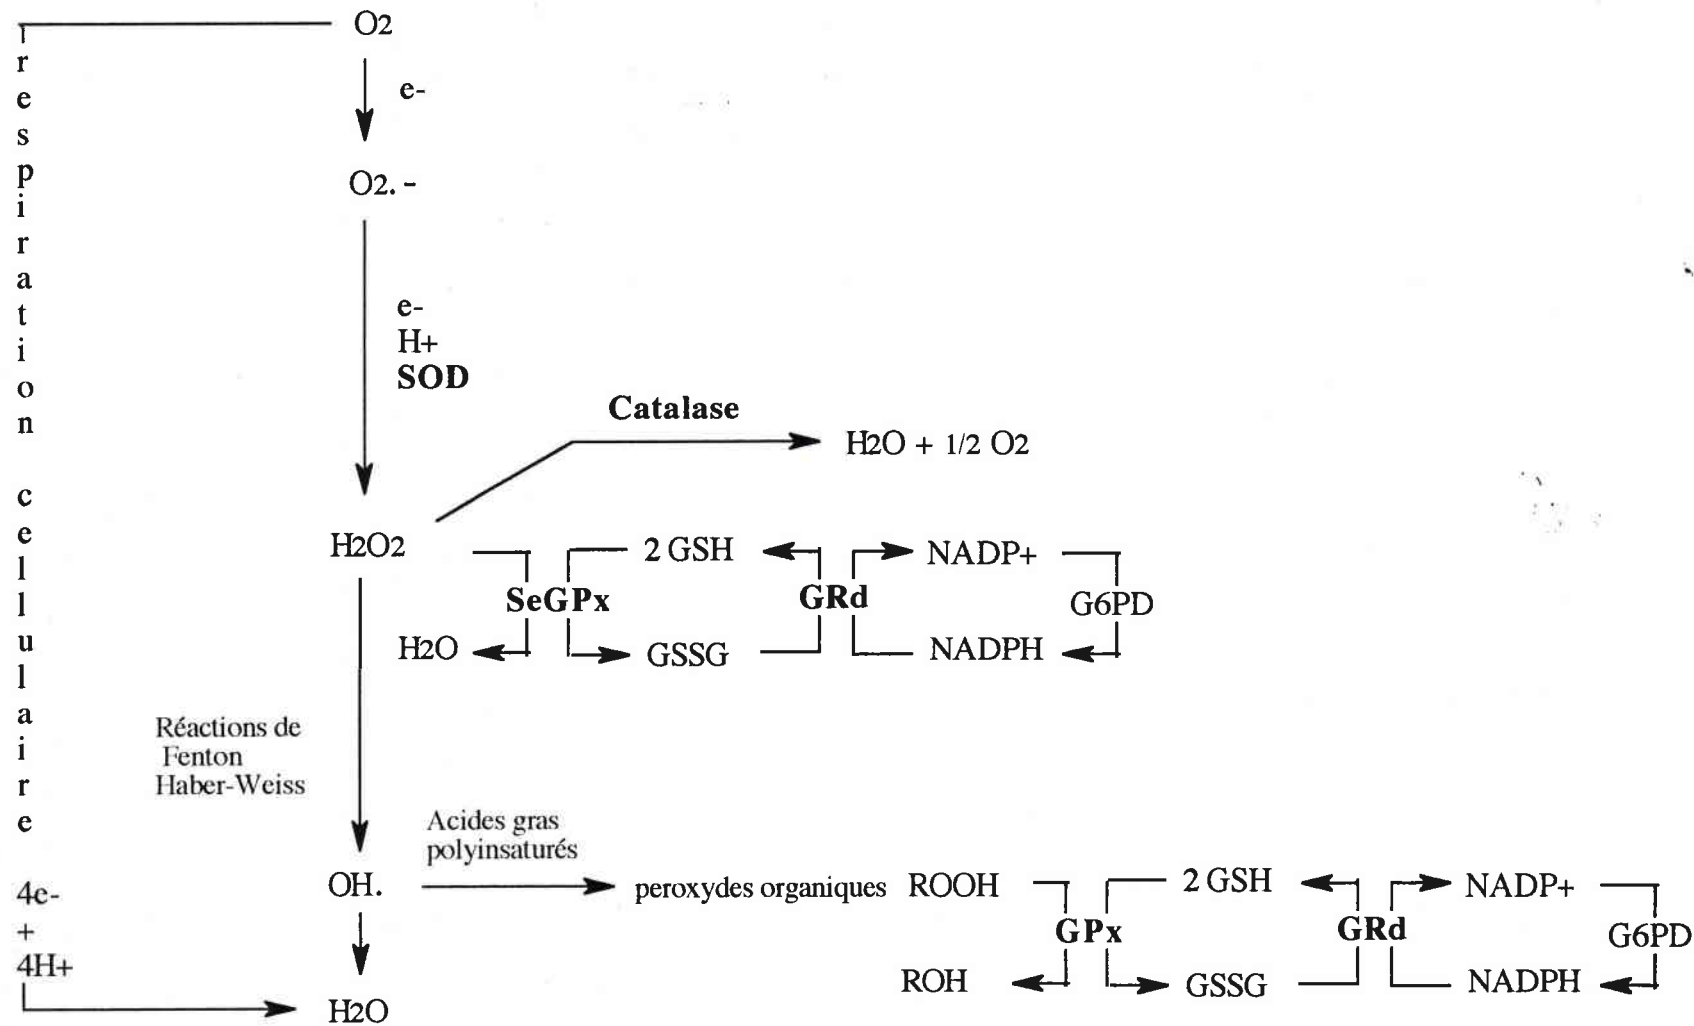 O2
e-
O2. -
e-
H+
SOD
Catalase
H2O + 1/2 O2
H2O2
2 GSH
NADP+
SeGPx
GRd
G6PD
H2O
GSSG
NADPH
Réactions de
Fenton
Haber-Weiss
Acides gras
polyinsaturés
OH.
peroxydes organiques ROOH
2 GSH
NADP+
GPx
GRd
G6PD
ROH
GSSG
NADPH
respiration cellulaire
4e-
+
4H+
H2O